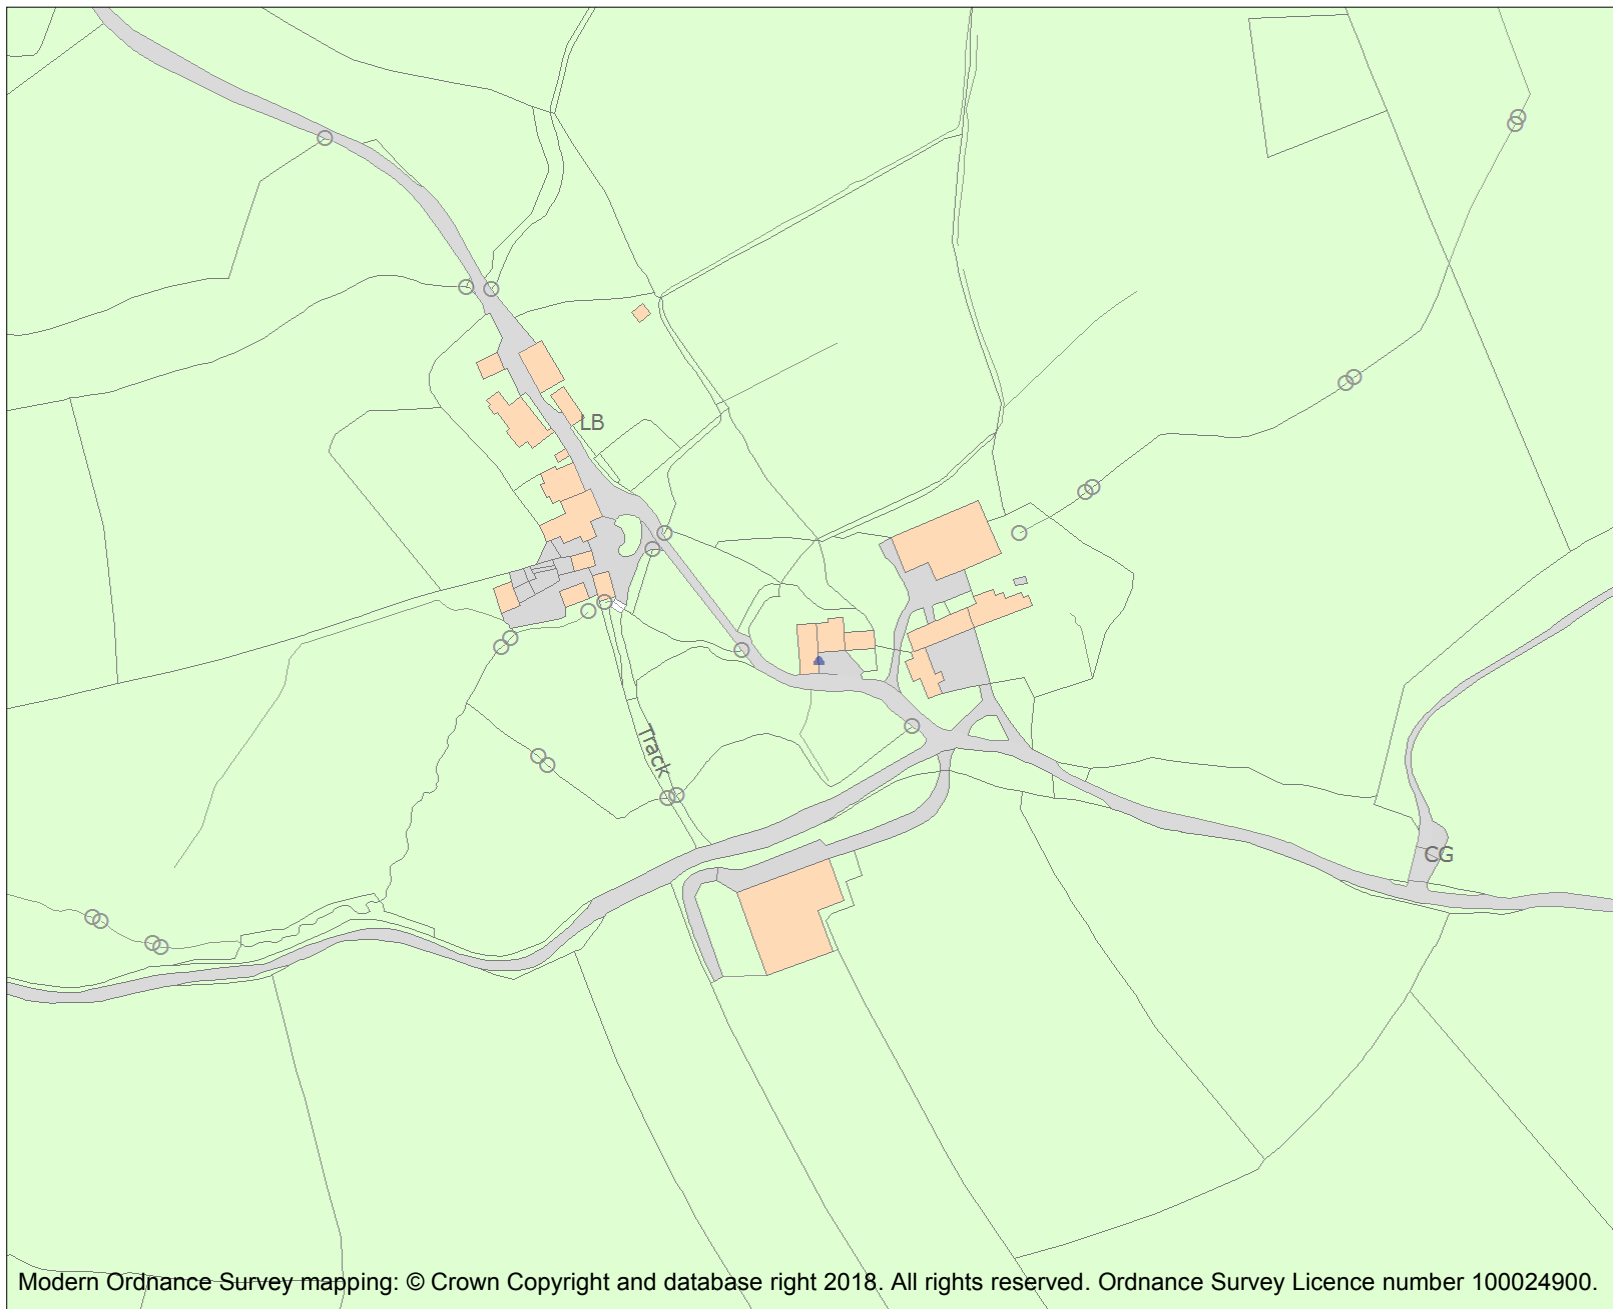 LB
Track
CG
Modern Ordnance Survey mapping: © Crown Copyright and database right 2018. All rights reserved. Ordnance Survey Licence number 100024900.